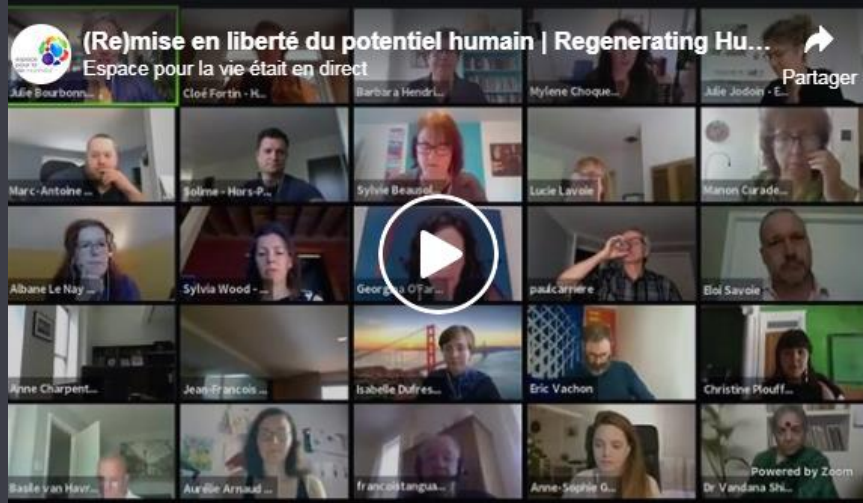 (Re)mise en liberté du potentiel humain | Regenerating Hu...
Espace pour la vie était en direct
Partager
Julie Bourbonn...
Cloé Fortin - H...
Barbara Hendri...
Mylene Choque...
Julie Jodoin - E...
Marc-Antoine ...
Solime - Hors-P...
Sylvie Beausol...
Lucie Lavoie
Manon Curade...
Albane Le Nay ...
Sylvia Wood - ...
Georgina O'Far...
paulcarriere
Eloi Savoie
Anne Charpent...
Jean-Francois ...
Isabelle Dufres...
Eric Vachon
Christine Plouff...
Basile van Havr...
Aurélie Arnaud ...
francoistangua...
Anne-Sophie G...
Dr Vandana Shi...
Powered by Zoom